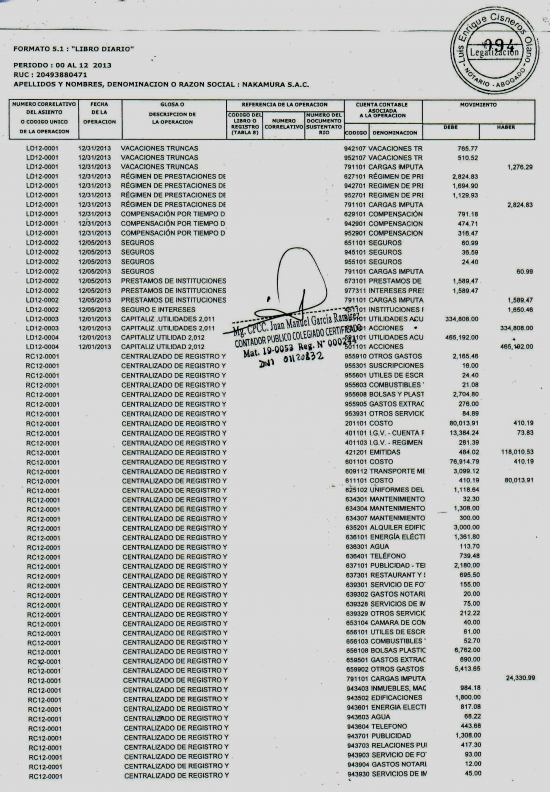 Luis Enrique Cisneros Olano
094
Legalización
NOTARIO - ABOGADO
FORMATO 5.1 : "LIBRO DIARIO"
PERIODO : 00 AL 12 2013
RUC : 20493880471
APELLIDOS Y NOMBRES, DENOMINACION O RAZON SOCIAL : NAKAMURA S.A.C.
NUMERO CORRELATIVO DEL ASIENTO O CODIGO UNICO DE LA OPERACION FECHA DE LA OPERACION GLOSA O DESCRIPCION DE LA OPERACION REFERENCIA DE LA OPERACION CUENTA CONTABLE ASOCIADA A LA OPERACION MOVIMIENTO
CODIGO DEL LIBRO O REGISTRO (TABLA 8) NUMERO CORRELATIVO NUMERO DEL DOCUMENTO SUSTENTATORIO CODIGO DENOMINACION DEBE HABER
LD12-0001 12/31/2013 VACACIONES TRUNCAS 942107 VACACIONES TR 765.77
LD12-0001 12/31/2013 VACACIONES TRUNCAS 952107 VACACIONES TR 510.52
LD12-0001 12/31/2013 VACACIONES TRUNCAS 791101 CARGAS IMPUTA 1,276.29
LD12-0001 12/31/2013 RÉGIMEN DE PRESTACIONES DE 627101 RÉGIMEN DE PRE 2,824.83
LD12-0001 12/31/2013 RÉGIMEN DE PRESTACIONES DE 942701 RÉGIMEN DE PRE 1,694.90
LD12-0001 12/31/2013 RÉGIMEN DE PRESTACIONES DE 952701 RÉGIMEN DE PRE 1,129.93
LD12-0001 12/31/2013 RÉGIMEN DE PRESTACIONES DE 791101 CARGAS IMPUTA 2,824.83
LD12-0001 12/31/2013 COMPENSACIÓN POR TIEMPO D 629101 COMPENSACIÓN 791.18
LD12-0001 12/31/2013 COMPENSACIÓN POR TIEMPO D 942901 COMPENSACIÓN 474.71
LD12-0001 12/31/2013 COMPENSACIÓN POR TIEMPO D 952901 COMPENSACIÓN 316.47
LD12-0002 12/05/2013 SEGUROS 651101 SEGUROS 60.99
LD12-0002 12/05/2013 SEGUROS 945101 SEGUROS 36.59
LD12-0002 12/05/2013 SEGUROS 955101 SEGUROS 24.40
LD12-0002 12/05/2013 SEGUROS 791101 CARGAS IMPUTA 60.99
LD12-0002 12/05/2013 PRESTAMOS DE INSTITUCIONES 673101 PRESTAMOS DE 1,589.47
LD12-0002 12/05/2013 PRESTAMOS DE INSTITUCIONES 977311 INTERESES PRES 1,589.47
LD12-0002 12/05/2013 PRESTAMOS DE INSTITUCIONES 791101 CARGAS IMPUTA 1,589.47
LD12-0002 12/05/2013 SEGURO E INTERESES INSTITUCIONES 1,650.46
LD12-0003 12/01/2013 CAPITALIZ .UTILIDADES 2,011 UTILIDADES ACU 334,808.00
LD12-0003 12/01/2013 CAPITALIZ .UTILIDADES 2,011 ACCIONES 334,808.00
LD12-0004 12/01/2013 CAPITALIZ UTILIDAD 2,012 UTILIDADES ACU 465,192.00
LD12-0004 12/01/2013 CAPITALIZ UTILIDAD 2,012 501101 ACCIONES 465,192.00
Mg. CPCC. Juan Manuel Garcia Ramirez
CONTADOR PUBLICO COLEGIADO CERTIFICADO
Mat. 19-0053 Reg. Nº
DNI 01120832
RC12-0001 CENTRALIZADO DE REGISTRO Y 955910 OTROS GASTOS 2,165.46
RC12-0001 CENTRALIZADO DE REGISTRO Y 955301 SUSCRIPCIONES 16.00
RC12-0001 CENTRALIZADO DE REGISTRO Y 955601 UTILES DE ESCR 24.40
RC12-0001 CENTRALIZADO DE REGISTRO Y 955603 COMBUSTIBLES 21.08
RC12-0001 CENTRALIZADO DE REGISTRO Y 955608 BOLSAS Y PLAST 2,704.80
RC12-0001 CENTRALIZADO DE REGISTRO Y 955905 GASTOS EXTRAC 276.00
RC12-0001 CENTRALIZADO DE REGISTRO Y 953931 OTROS SERVICIC 84.89
RC12-0001 CENTRALIZADO DE REGISTRO Y 201101 COSTO 80,013.91 410.19
RC12-0001 CENTRALIZADO DE REGISTRO Y 401101 I.G.V. - CUENTA F 13,384.24 73.83
RC12-0001 CENTRALIZADO DE REGISTRO Y 401103 I.G.V. - REGIMEN 281.39
RC12-0001 CENTRALIZADO DE REGISTRO Y 421201 EMITIDAS 484.02 118,010.53
RC12-0001 CENTRALIZADO DE REGISTRO Y 601101 COSTO 76,914.79 410.19
RC12-0001 CENTRALIZADO DE REGISTRO Y 609112 TRANSPORTE ME 3,099.12
RC12-0001 CENTRALIZADO DE REGISTRO Y 611101 COSTO 410.19 80,013.91
RC12-0001 CENTRALIZADO DE REGISTRO Y 625102 UNIFORMES DEL 1,118.64
RC12-0001 CENTRALIZADO DE REGISTRO Y 634301 MANTENIMIENTO 32.30
RC12-0001 CENTRALIZADO DE REGISTRO Y 634304 MANTENIMIENTO 1,308.00
RC12-0001 CENTRALIZADO DE REGISTRO Y 634307 MANTENIMIENTO 300.00
RC12-0001 CENTRALIZADO DE REGISTRO Y 635201 ALQUILER EDIFIC 3,000.00
RC12-0001 CENTRALIZADO DE REGISTRO Y 636101 ENERGÍA ELÉCTI 1,361.80
RC12-0001 CENTRALIZADO DE REGISTRO Y 636301 AGUA 113.70
RC12-0001 CENTRALIZADO DE REGISTRO Y 636401 TELÉFONO 739.48
RC12-0001 CENTRALIZADO DE REGISTRO Y 637101 PUBLICIDAD - TEI 2,180.00
RC12-0001 CENTRALIZADO DE REGISTRO Y 637301 RESTAURANT Y 695.50
RC12-0001 CENTRALIZADO DE REGISTRO Y 639301 SERVICIO DE FO 155.00
RC12-0001 CENTRALIZADO DE REGISTRO Y 639302 GASTOS NOTARI 20.00
RC12-0001 CENTRALIZADO DE REGISTRO Y 639328 SERVICIOS DE 75.00
RC12-0001 CENTRALIZADO DE REGISTRO Y 639329 OTROS SERVICIC 212.22
RC12-0001 CENTRALIZADO DE REGISTRO Y 653104 CAMARA DE COM 40.00
RC12-0001 CENTRALIZADO DE REGISTRO Y 656101 UTILES DE ESCR 61.00
RC12-0001 CENTRALIZADO DE REGISTRO Y 656103 COMBUSTIBLES 52.70
RC12-0001 CENTRALIZADO DE REGISTRO Y 656108 BOLSAS PLASTIC 6,762.00
RC12-0001 CENTRALIZADO DE REGISTRO Y 659501 GASTOS EXTRAC 690.00
RC12-0001 CENTRALIZADO DE REGISTRO Y 659902 OTROS GASTOS 5,413.65
RC12-0001 CENTRALIZADO DE REGISTRO Y 791101 CARGAS IMPUTA 24,330.99
RC12-0001 CENTRALIZADO DE REGISTRO Y 943403 INMUEBLES, MAC 984.18
RC12-0001 CENTRALIZADO DE REGISTRO Y 943502 EDIFICACIONES 1,800.00
RC12-0001 CENTRALIZADO DE REGISTRO Y 943601 ENERGIA ELECTI 817.08
RC12-0001 CENTRALIZADO DE REGISTRO Y 943603 AGUA 68.22
RC12-0001 CENTRALIZADO DE REGISTRO Y 943604 TELEFONO 443.68
RC12-0001 CENTRALIZADO DE REGISTRO Y 943701 PUBLICIDAD 1,308.00
RC12-0001 CENTRALIZADO DE REGISTRO Y 943703 RELACIONES PUI 417.30
RC12-0001 CENTRALIZADO DE REGISTRO Y 943903 SERVICIO DE FO 93.00
RC12-0001 CENTRALIZADO DE REGISTRO Y 943904 GASTOS NOTARI 12.00
RC12-0001 CENTRALIZADO DE REGISTRO Y 943930 SERVICIOS DE IM 45.00